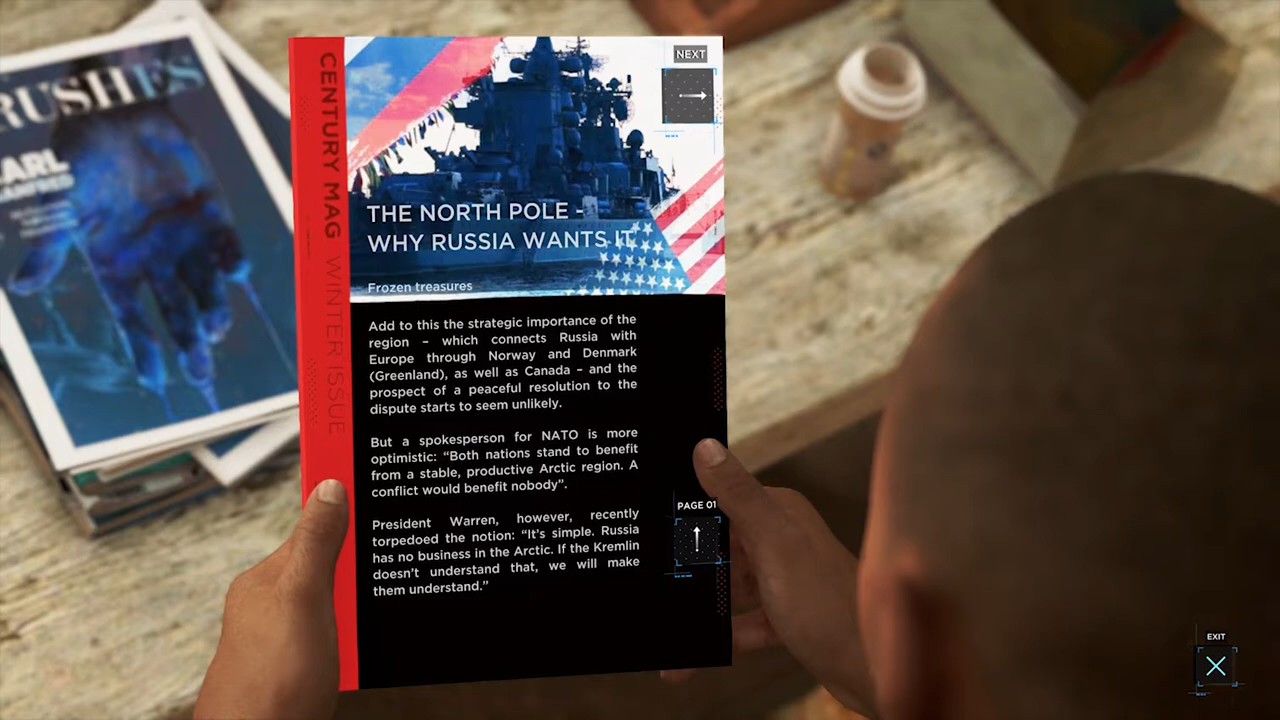 RUSHES
CARL
MANFRED
CENTURY MAG WINTER ISSUE
NEXT
THE NORTH POLE -
WHY RUSSIA WANTS IT
Frozen treasures
Add to this the strategic importance of the
region – which connects Russia with
Europe through Norway and Denmark
(Greenland), as well as Canada – and the
prospect of a peaceful resolution to the
dispute starts to seem unlikely.
But a spokesperson for NATO is more
optimistic: “Both nations stand to benefit
from a stable, productive Arctic region. A
conflict would benefit nobody”.
President Warren, however, recently
torpedoed the notion: “It’s simple. Russia
has no business in the Arctic. If the Kremlin
doesn’t understand that, we will make
them understand.”
PAGE 01
EXIT